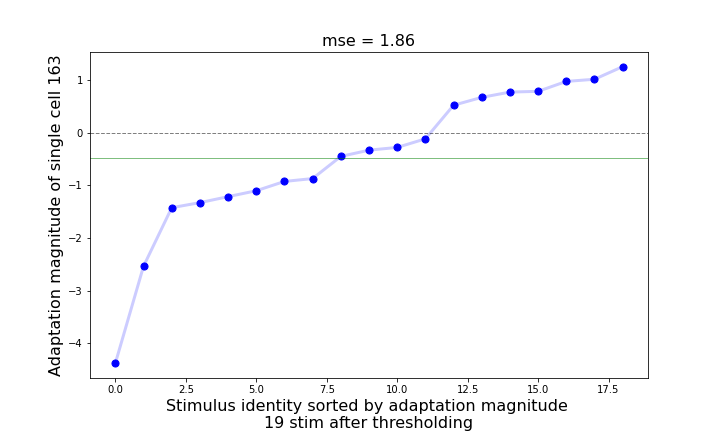 mse = 1.86
Adaptation magnitude of single cell 163
1
0
−1
−2
−3
−4
0.0 2.5 5.0 7.5 10.0 12.5 15.0 17.5
Stimulus identity sorted by adaptation magnitude
19 stim after thresholding